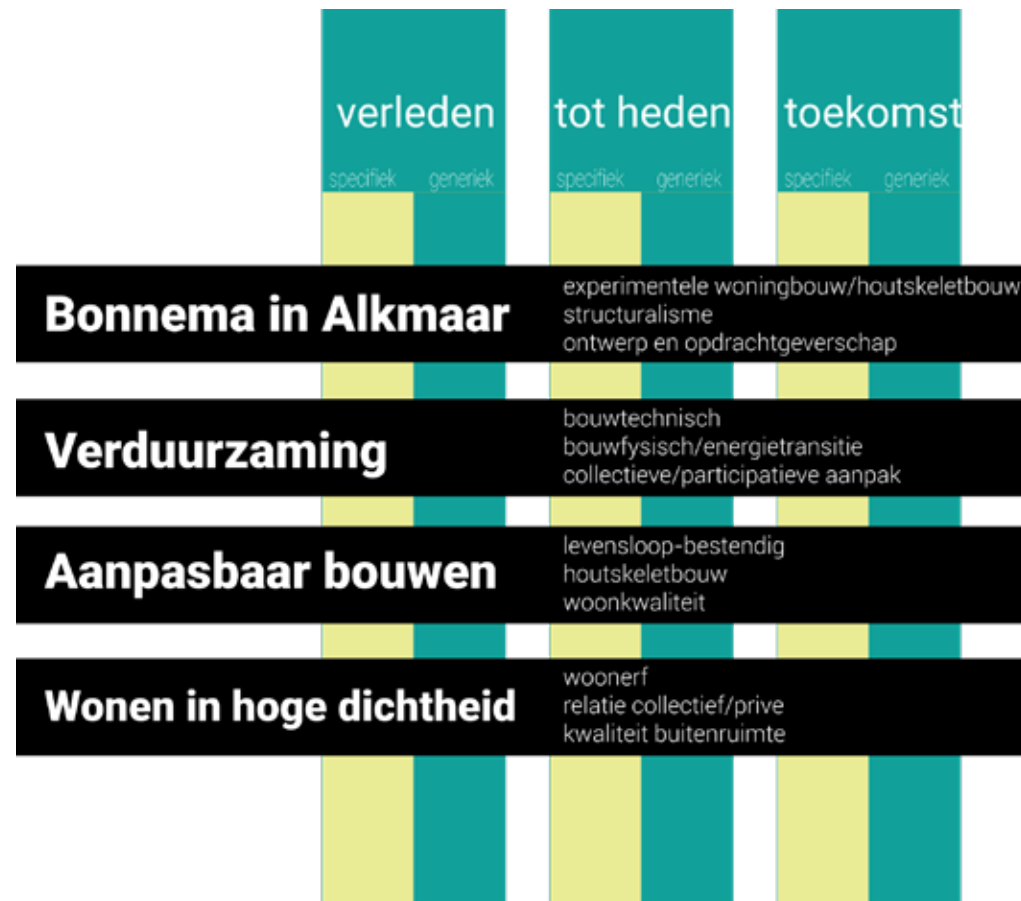 verleden tot heden toekomst
specifiek generiek specifiek generiek specifiek generiek
Bonnema in Alkmaar
experimentele woningbouw/houtskeletbouw
structuralisme
ontwerp en opdrachtgeverschap
Verduurzaming
bouwtechnisch
bouwfysisch/energietransitie
collectieve/participatieve aanpak
Aanpasbaar bouwen
levensloop-bestendig
houtskeletbouw
woonkwaliteit
Wonen in hoge dichtheid
woonerf
relatie collectief/prive
kwaliteit buitenruimte